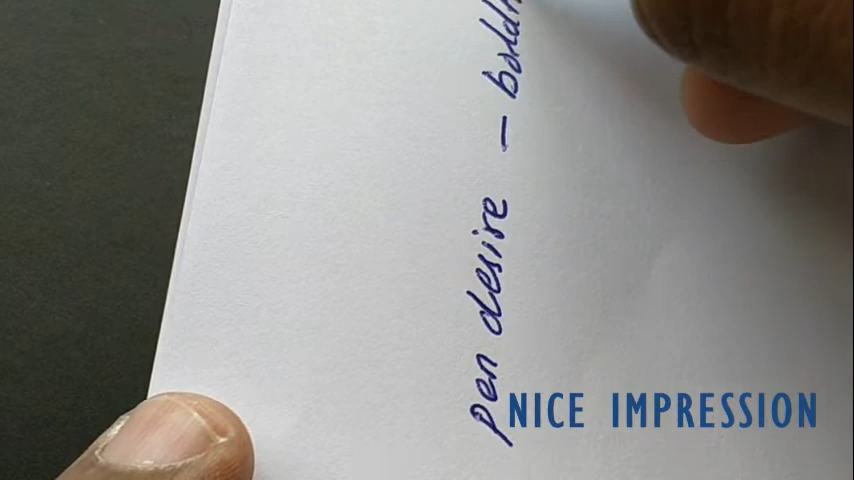 pen desire –
NICE IMPRESSION